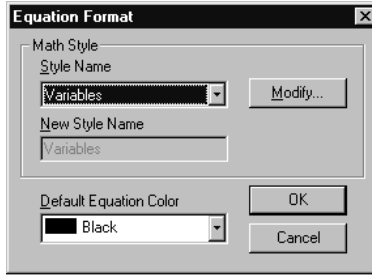 Equation Format
Math Style
Style Name
Variables
Modify...
New Style Name
Variables
Default Equation Color
Black
OK
Cancel